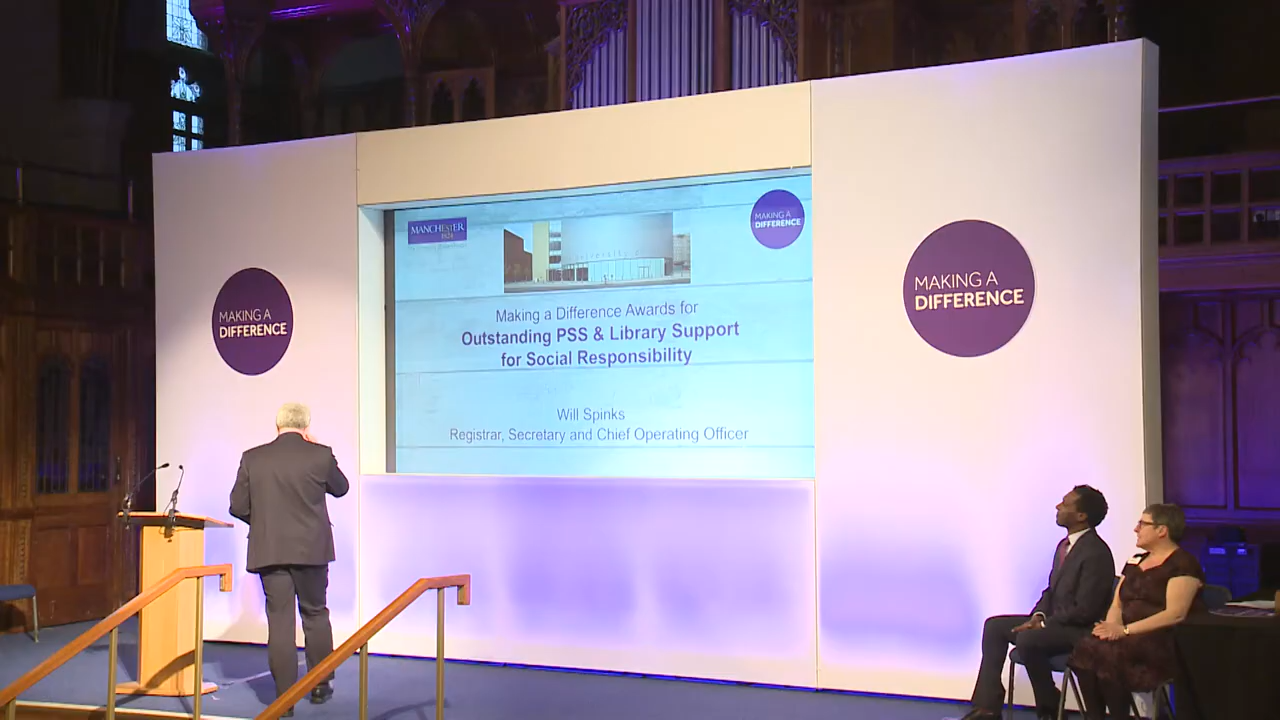 MANCHESTER
1824
MAKING A
DIFFERENCE
Making a Difference Awards for
Outstanding PSS & Library Support
for Social Responsibility
Will Spinks
Registrar, Secretary and Chief Operating Officer
MAKING A
DIFFERENCE
MAKING A
DIFFERENCE